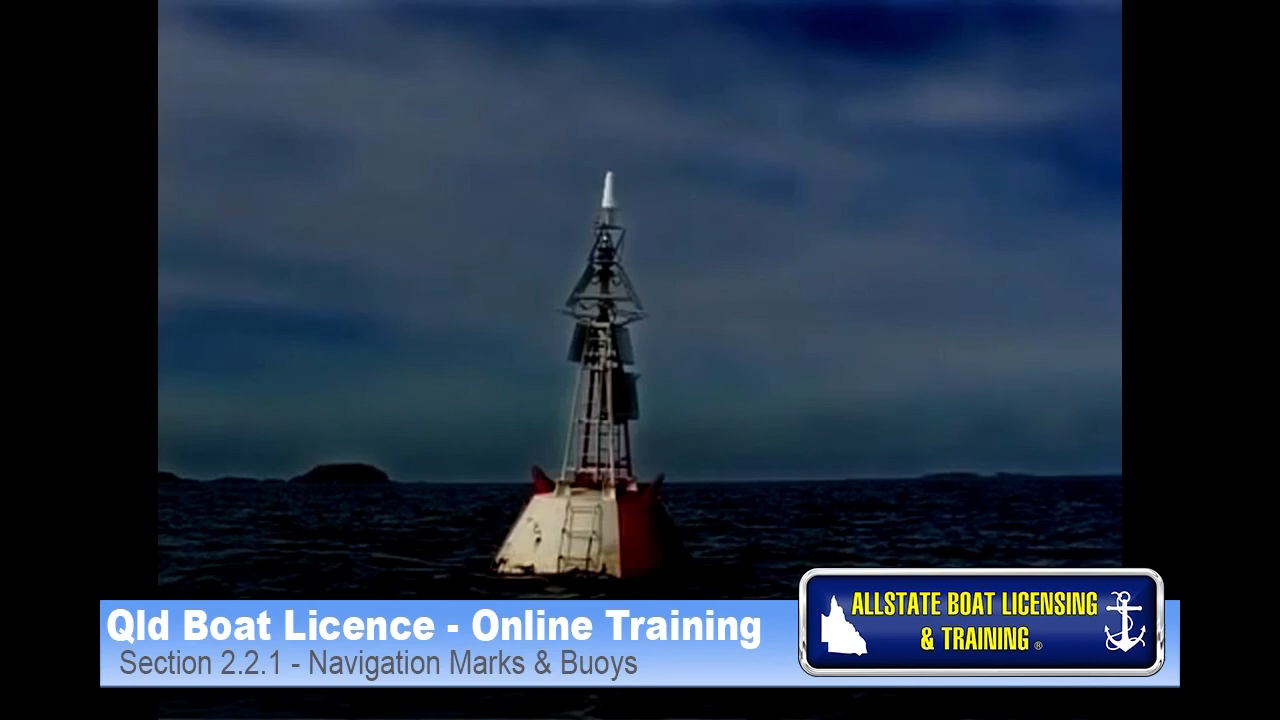 Qld Boat Licence - Online Training
Section 2.2.1 - Navigation Marks & Buoys
ALLSTATE BOAT LICENSING
& TRAINING ®